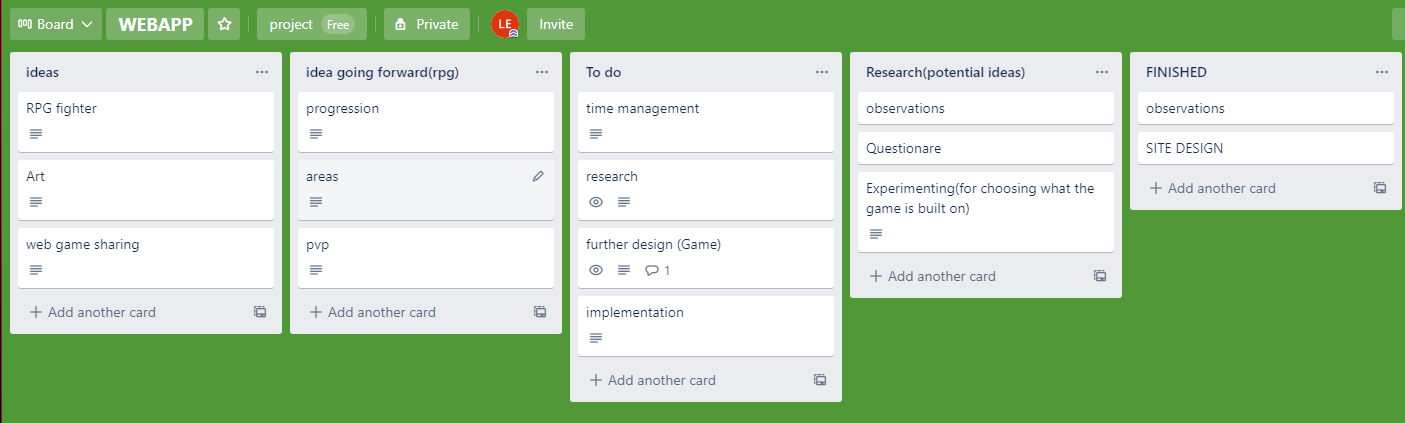 Board
WEBAPP
project Free
Private
LE
Invite
ideas
RPG fighter
Art
web game sharing
+ Add another card
idea going forward(rpg)
progression
areas
pvp
+ Add another card
To do
time management
research
further design (Game)
1
implementation
+ Add another card
Research(potential ideas)
observations
Questionare
Experimenting(for choosing what the
game is built on)
+ Add another card
FINISHED
observations
SITE DESIGN
+ Add another card